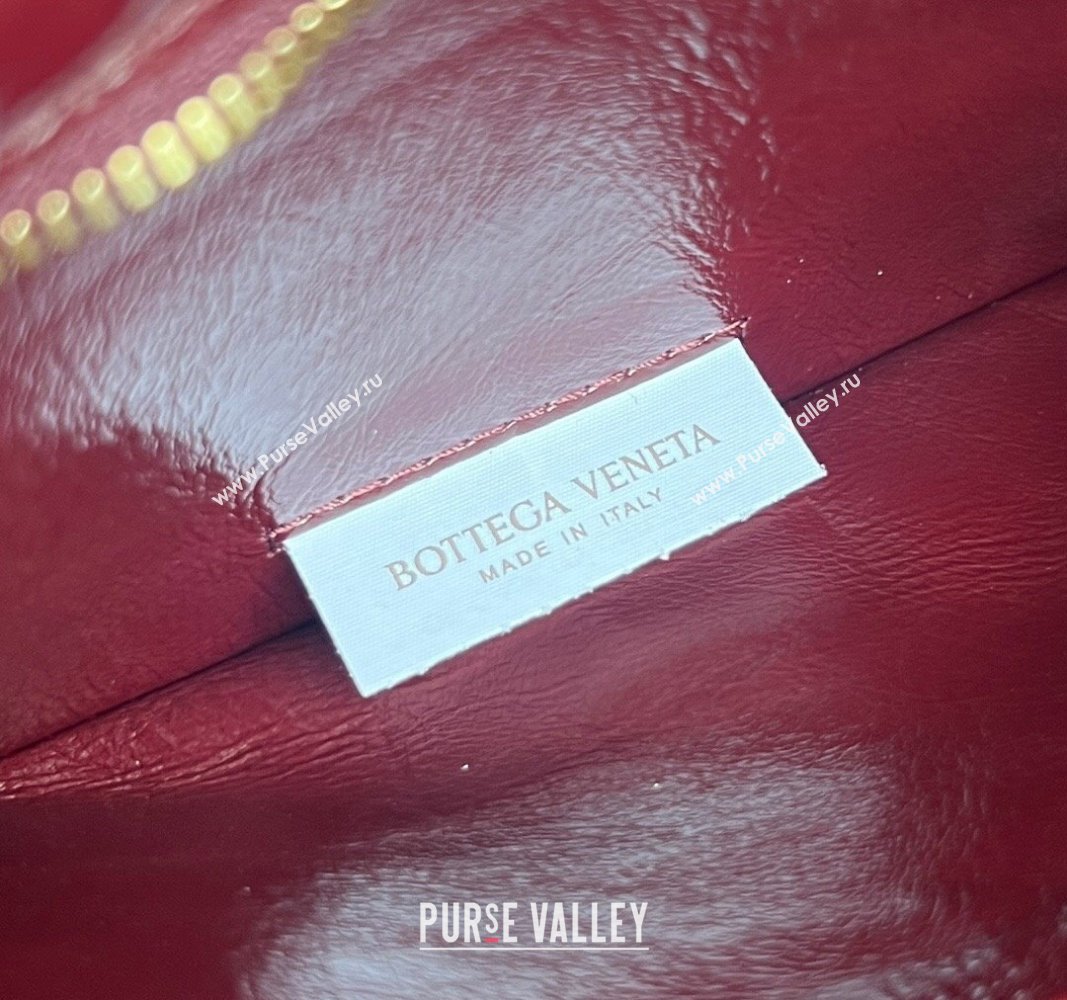 www.PurseValley.ru
BOTTEGA VENETA
MADE IN ITALY
www.PurseValley.ru
PURSE VALLEY